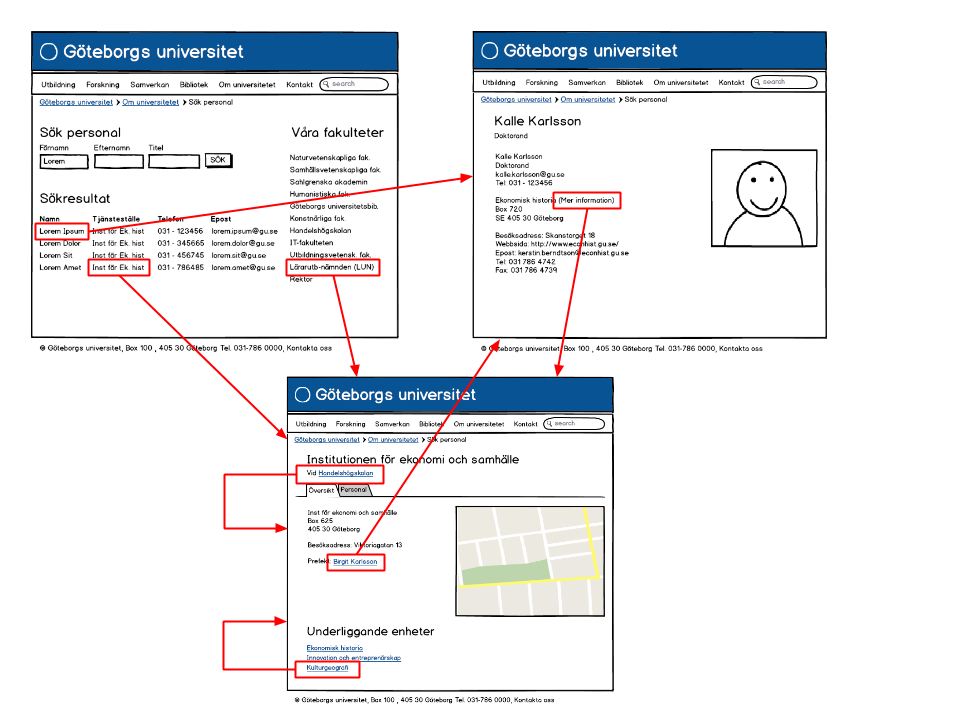 Göteborgs universitet
Utbildning Forskning Samverkan Bibliotek Om universitetet Kontakt search
Göteborgs universitet > Om universitetet > Sök personal
Sök personal
Förnamn Efternamn Titel
Lorem SÖK
Sökresultat
Namn Tjänsteställe Telefon Epost
Lorem Ipsum Inst för Ek. hist 031 - 123456 lorem.ipsum@gu.se
Lorem Dolor Inst för Ek. hist 031 - 345665 lorem.dolor@gu.se
Lorem Sit Inst för Ek. hist 031 - 456745 lorem.sit@gu.se
Lorem Amet Inst för Ek. hist 031 - 786485 lorem.amet@gu.se
Våra fakulteter
Naturvetenskapliga fak.
Samhällsvetenskapliga fak.
Sahlgrenska akademin
Humanistiska fak.
Göteborgs universitetsbib.
Konstnärliga fak.
Handelshögskolan
IT-fakulteten
Utbildningsvetensk. fak.
Lärarutb-nämnden (LUN)
Rektor
© Göteborgs universitet, Box 100 , 405 30 Göteborg Tel. 031-786 0000, Kontakta oss
Göteborgs universitet
Utbildning Forskning Samverkan Bibliotek Om universitetet Kontakt search
Göteborgs universitet > Om universitetet > Sök personal
Kalle Karlsson
Doktorand
Kalle Karlsson
Doktorand
kalle.karlsson@gu.se
Tel: 031 - 123456
Ekonomisk historia (Mer information)
Box 720
SE 405 30 Göteborg
Besöksadress: Skanstorget 18
Webbsida: http://www.econhist.gu.se/
Epost: kerstin.berndtson@econhist.gu.se
Tel: 031 786 4742
Fax: 031 786 4739
© Göteborgs universitet, Box 100 , 405 30 Göteborg Tel. 031-786 0000, Kontakta oss
Göteborgs universitet
Utbildning Forskning Samverkan Bibliotek Om universitetet Kontakt search
Göteborgs universitet > Om universitetet > Sök personal
Institutionen för ekonomi och samhälle
Vid Handelshögskolan
Översikt Personal
Inst för ekonomi och samhälle
Box 625
405 30 Göteborg
Besöksadress: Viktoriagatan 13
Prefekt: Birgit Karlsson
Underliggande enheter
Ekonomisk historia
Innovation och entreprenörskap
Kulturgeografi
© Göteborgs universitet, Box 100 , 405 30 Göteborg Tel. 031-786 0000, Kontakta oss